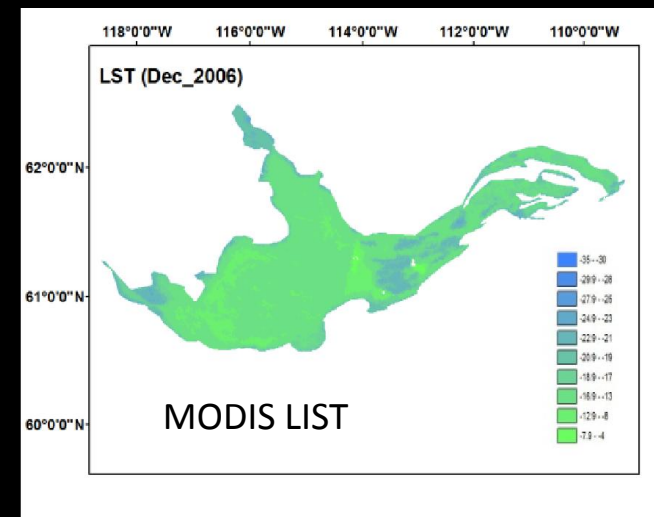 118°0'0"W 116°0'0"W 114°0'0"W 112°0'0"W 110°0'0"W
LST (Dec_2006)
62°0'0"N
61°0'0"N
60°0'0"N
-35 - -30
-29.9 - -28
-27.9 - -25
-24.9 - -23
-22.9 - -21
-20.9 - -19
-18.9 - -17
-16.9 - -13
-12.9 - -8
-7.9 - -4
MODIS LIST